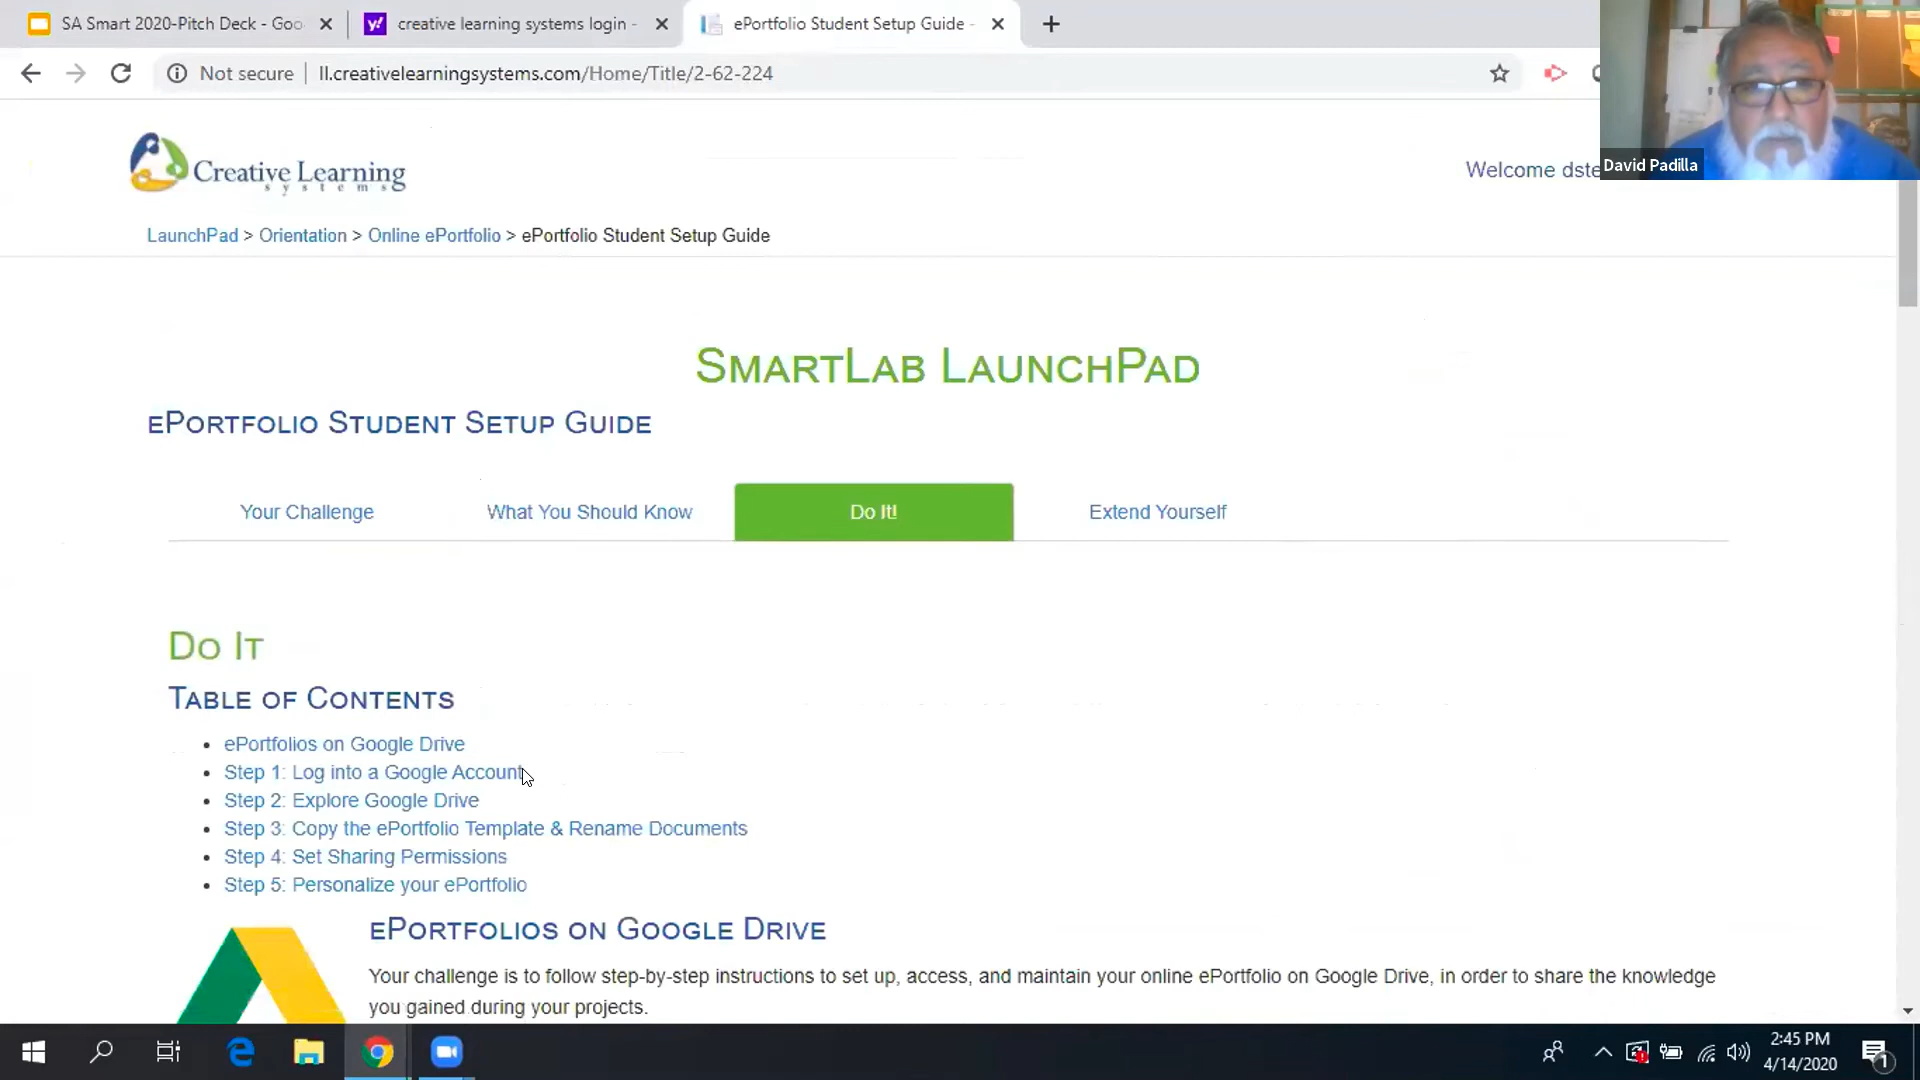 SA Smart 2020-Pitch Deck - Goo
creative learning systems login -
ePortfolio Student Setup Guide -
Not secure
ll.creativelearningsystems.com/Home/Title/2-62-224
Creative Learning
systems
Welcome dste
David Padilla
LaunchPad > Orientation > Online ePortfolio > ePortfolio Student Setup Guide
SmartLab LaunchPad
ePortfolio Student Setup Guide
Your Challenge
What You Should Know
Do It!
Extend Yourself
Do It
Table of Contents
• ePortfolios on Google Drive
• Step 1: Log into a Google Account
• Step 2: Explore Google Drive
• Step 3: Copy the ePortfolio Template & Rename Documents
• Step 4: Set Sharing Permissions
• Step 5: Personalize your ePortfolio
ePortfolios on Google Drive
Your challenge is to follow step-by-step instructions to set up, access, and maintain your online ePortfolio on Google Drive, in order to share the knowledge
you gained during your projects.
2:45 PM
4/14/2020
1